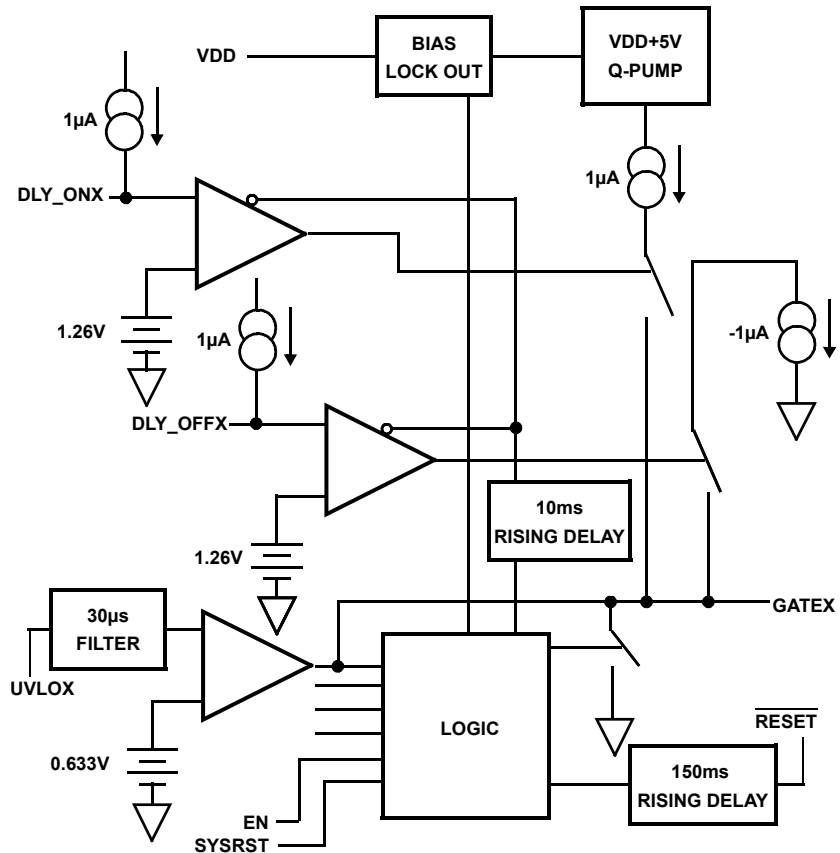 VDD
BIAS
LOCK OUT
VDD+5V
Q-PUMP
1µA
1µA
DLY_ONX
1.26V
1µA
-1µA
DLY_OFFX
10ms
RISING DELAY
1.26V
30µs
FILTER
GATEX
UVLOX
LOGIC
RESET
0.633V
150ms
RISING DELAY
EN
SYSRST